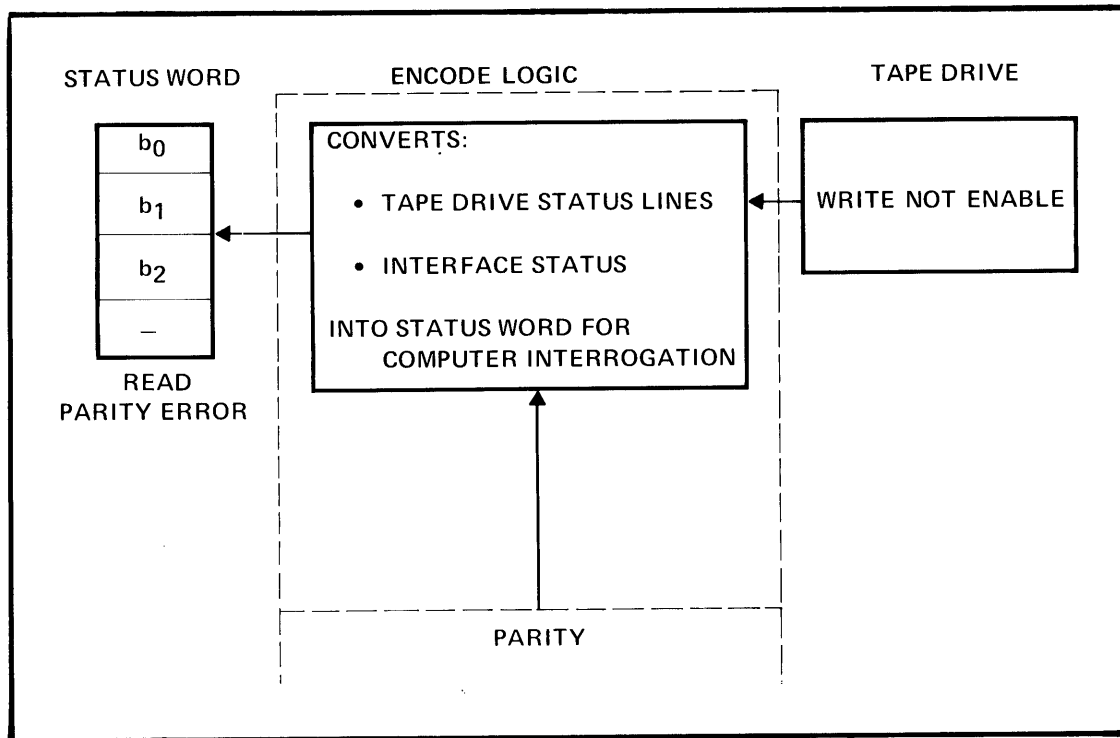 STATUS WORD
b0
b1
b2
–
READ
PARITY ERROR
ENCODE LOGIC
CONVERTS:
• TAPE DRIVE STATUS LINES
• INTERFACE STATUS
INTO STATUS WORD FOR
COMPUTER INTERROGATION
PARITY
TAPE DRIVE
WRITE NOT ENABLE